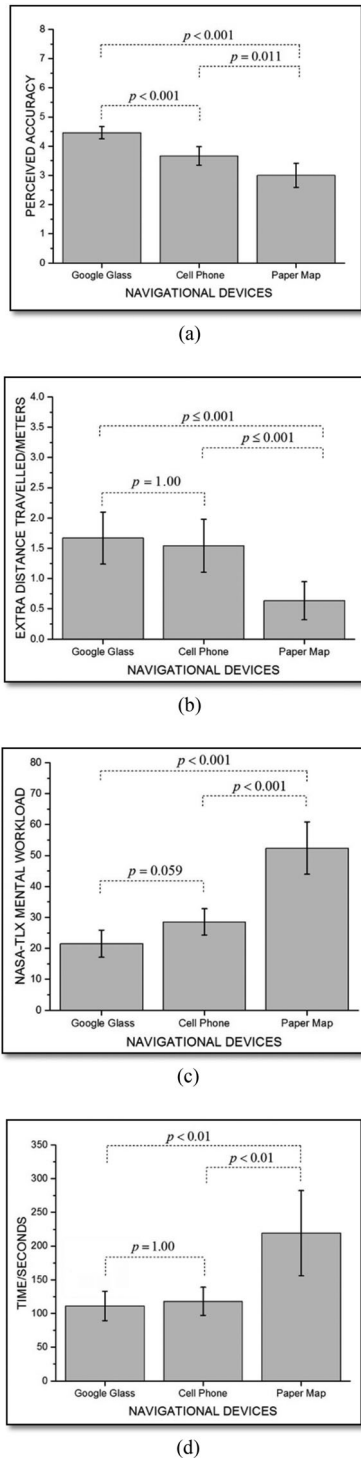 p < 0.001
p = 0.011
p < 0.001
PERCEIVED ACCURACY
8
7
6
5
4
3
2
1
0
Google Glass Cell Phone Paper Map
NAVIGATIONAL DEVICES
(a)
p ≤ 0.001
p ≤ 0.001
p = 1.00
EXTRA DISTANCE TRAVELLED/METERS
4.0
3.5
3.0
2.5
2.0
1.5
1.0
0.5
0.0
Google Glass Cell Phone Paper Map
NAVIGATIONAL DEVICES
(b)
p < 0.001
p < 0.001
p = 0.059
NASA-TLX MENTAL WORKLOAD
80
70
60
50
40
30
20
10
0
Google Glass Cell Phone Paper Map
NAVIGATIONAL DEVICES
(c)
p < 0.01
p < 0.01
p = 1.00
TIME/SECONDS
350
300
250
200
150
100
50
0
Google Glass Cell Phone Paper Map
NAVIGATIONAL DEVICES
(d)